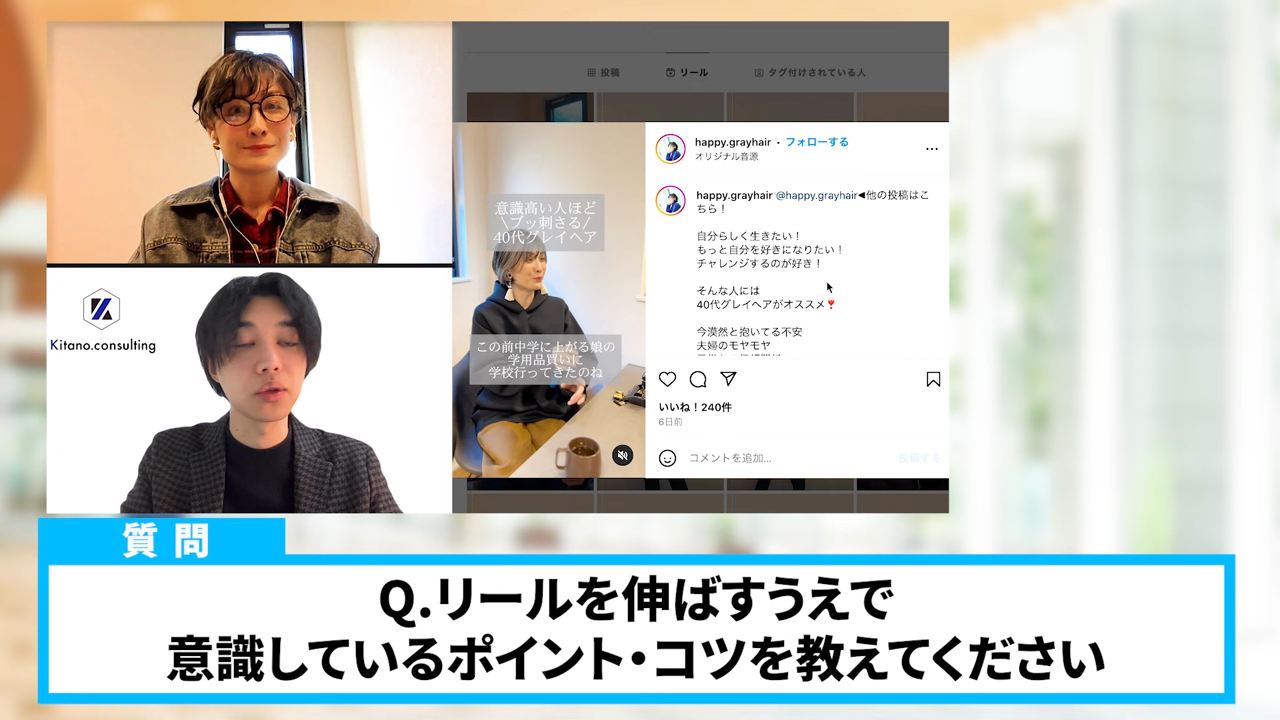 投稿
リール
タグ付けされている人
意識高い人ほど
\ブッ刺さる/
40代グレイヘア
この前中学に上がる娘の
学用品買いに
学校行ってきたのね
happy.grayhair • フォローする
オリジナル音源
happy.grayhair @happy.grayhair◀他の投稿はこ
ちら！
自分らしく生きたい！
もっと自分を好きになりたい！
チャレンジするのが好き！
そんな人には
40代グレイヘアがオススメ❣
今漠然と抱いてる不安
夫婦のモヤモヤ
いいね！240件
6日前
コメントを追加...
投稿する
Kitano.consulting
質問
Q.リールを伸ばすうえで
意識しているポイント・コツを教えてください